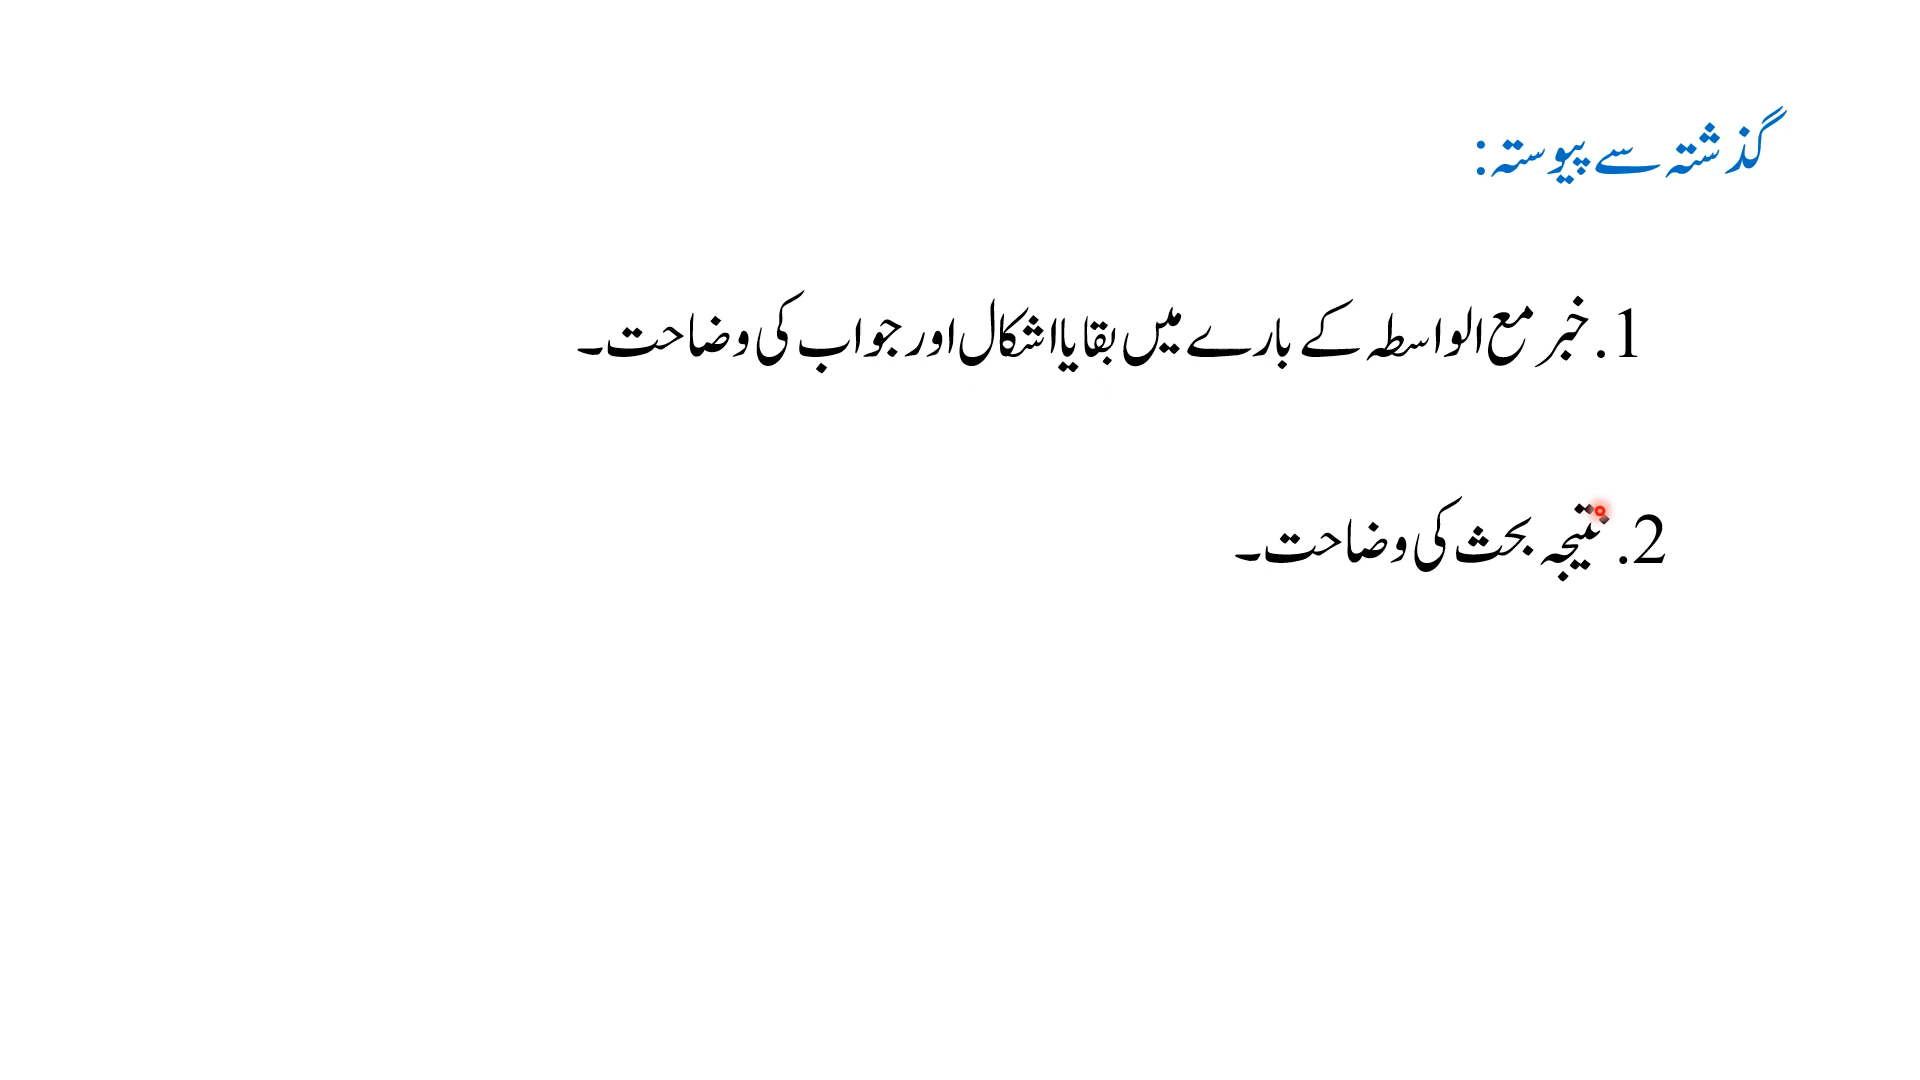 گذشتہ سے پیوستہ:
1. خبر مع الواسطہ کے بارے میں بقایا اشکال اور جواب کی وضاحت۔
2. نتیجہ بحث کی وضاحت۔